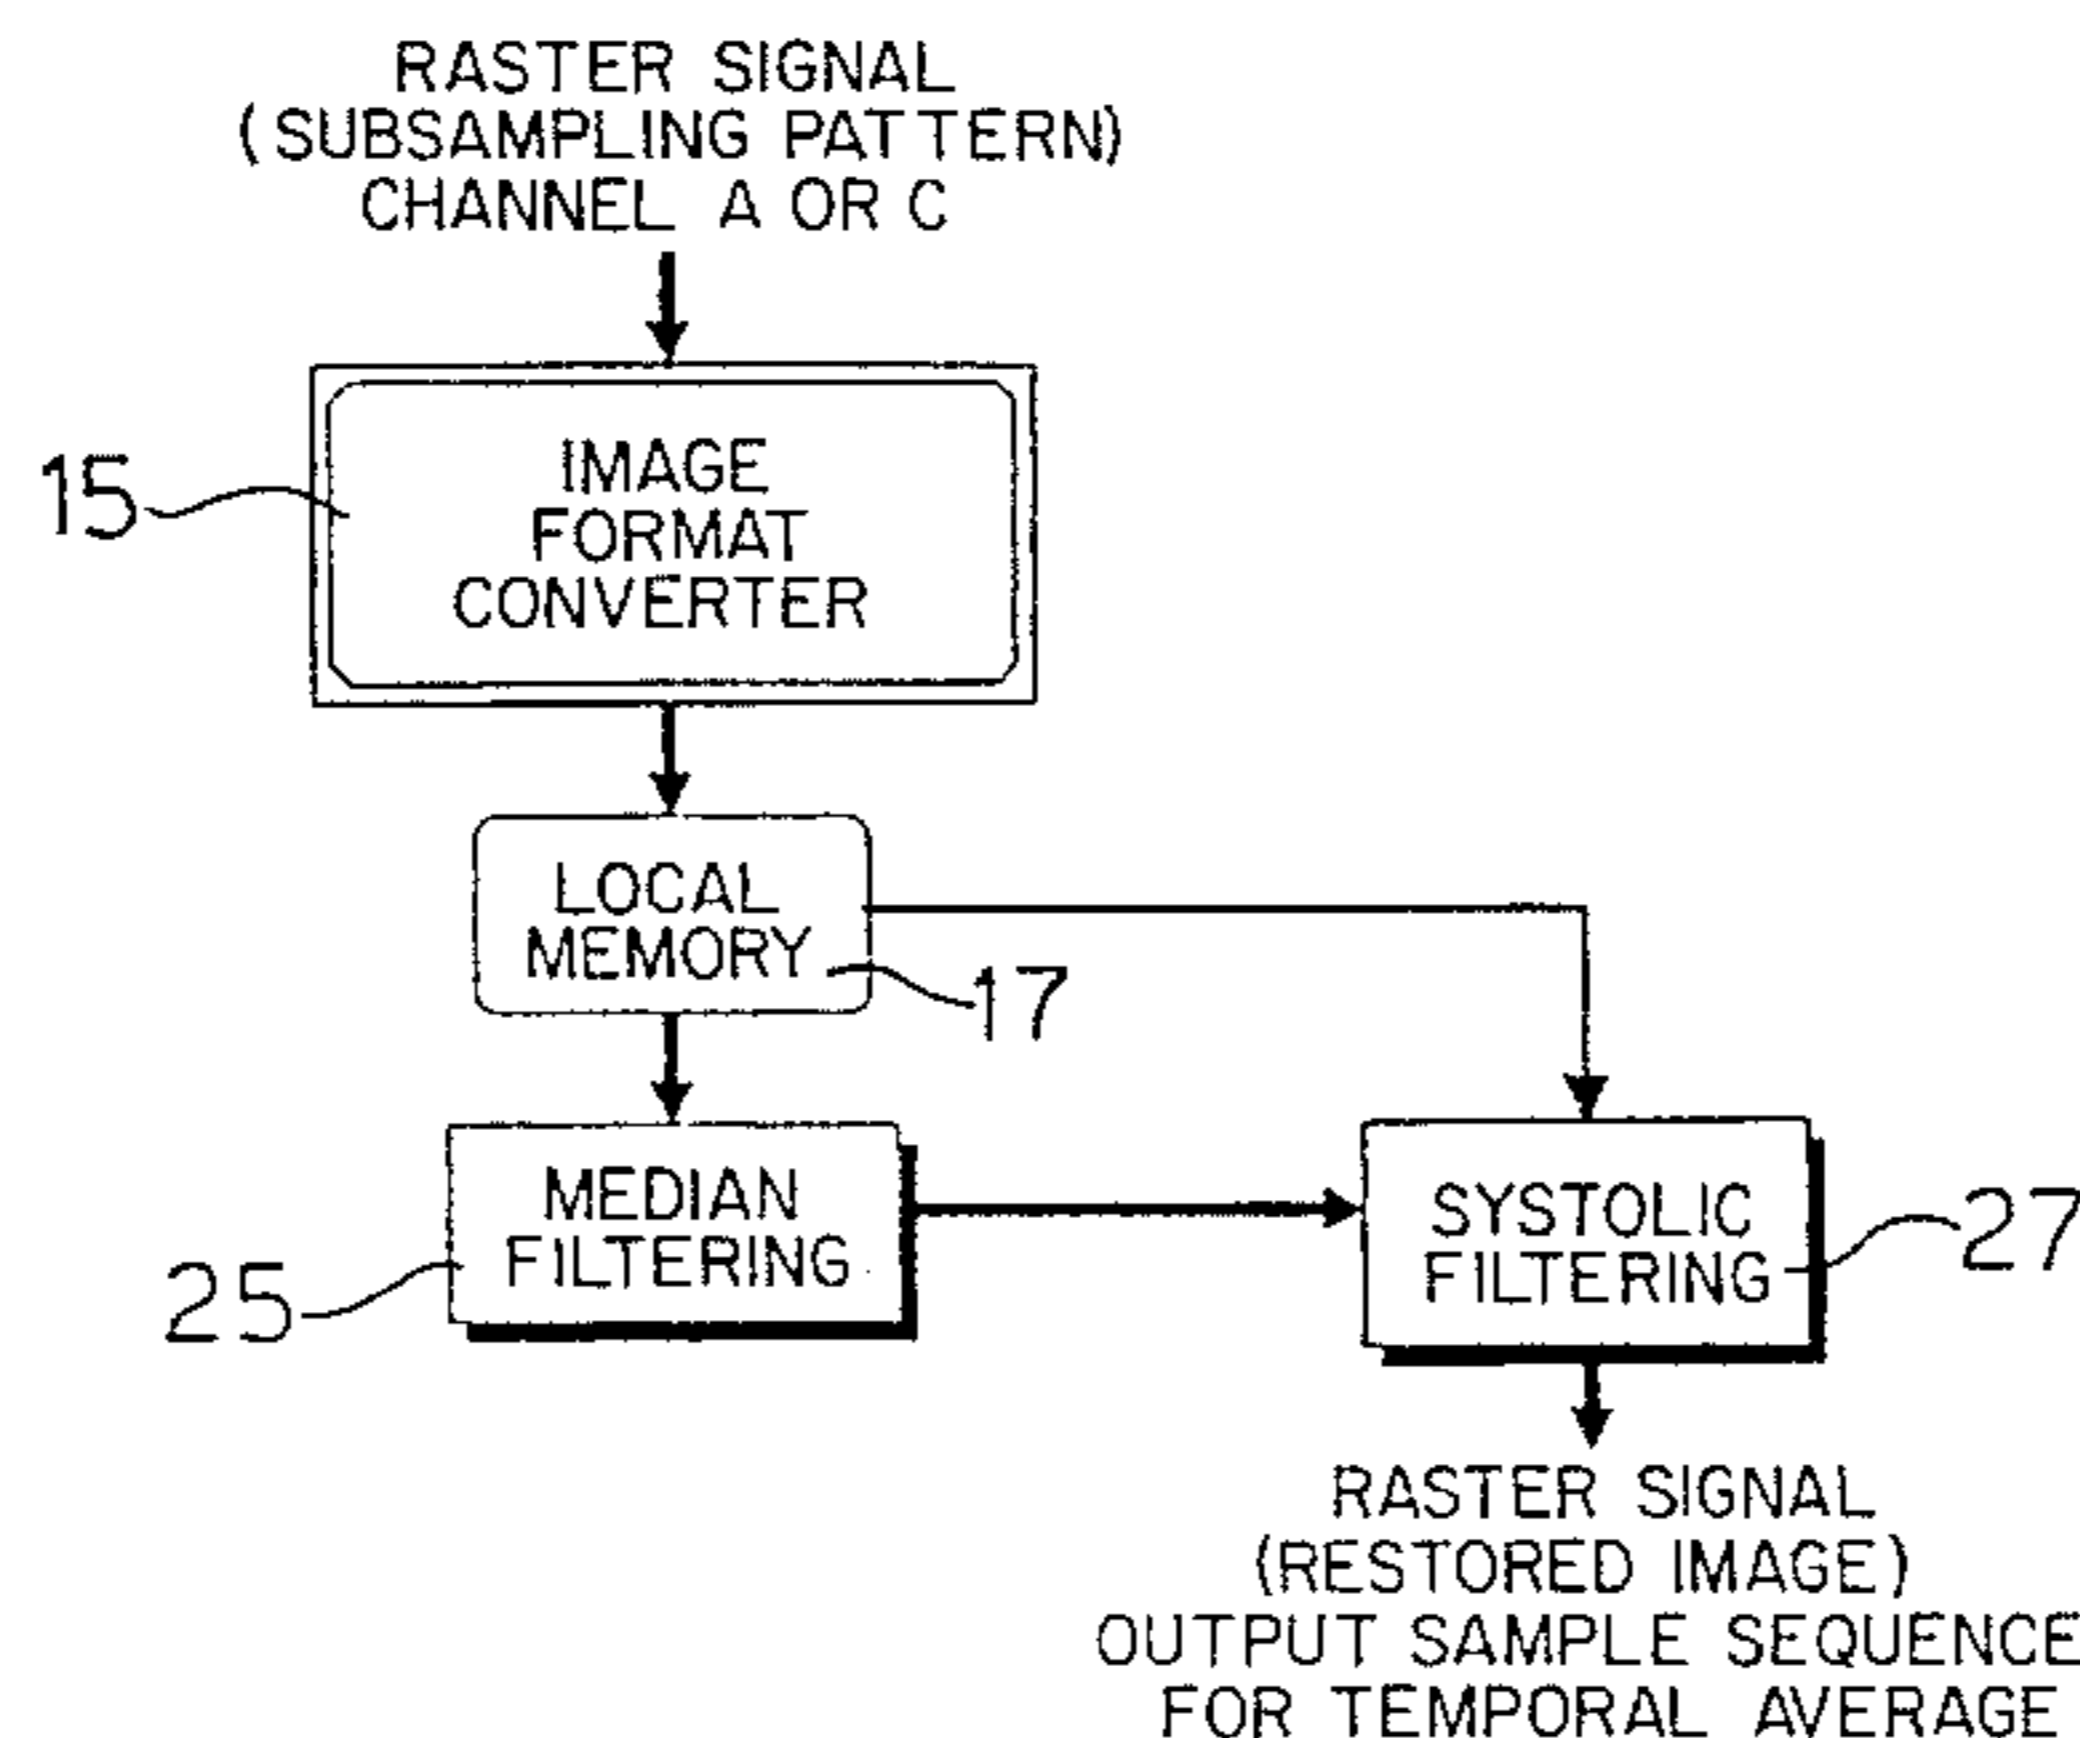 RASTER SIGNAL
(SUBSAMPLING PATTERN)
CHANNEL A OR C
15
IMAGE
FORMAT
CONVERTER
LOCAL
MEMORY
17
MEDIAN
FILTERING
25
SYSTOLIC
FILTERING
27
RASTER SIGNAL
(RESTORED IMAGE)
OUTPUT SAMPLE SEQUENCE
FOR TEMPORAL AVERAGE